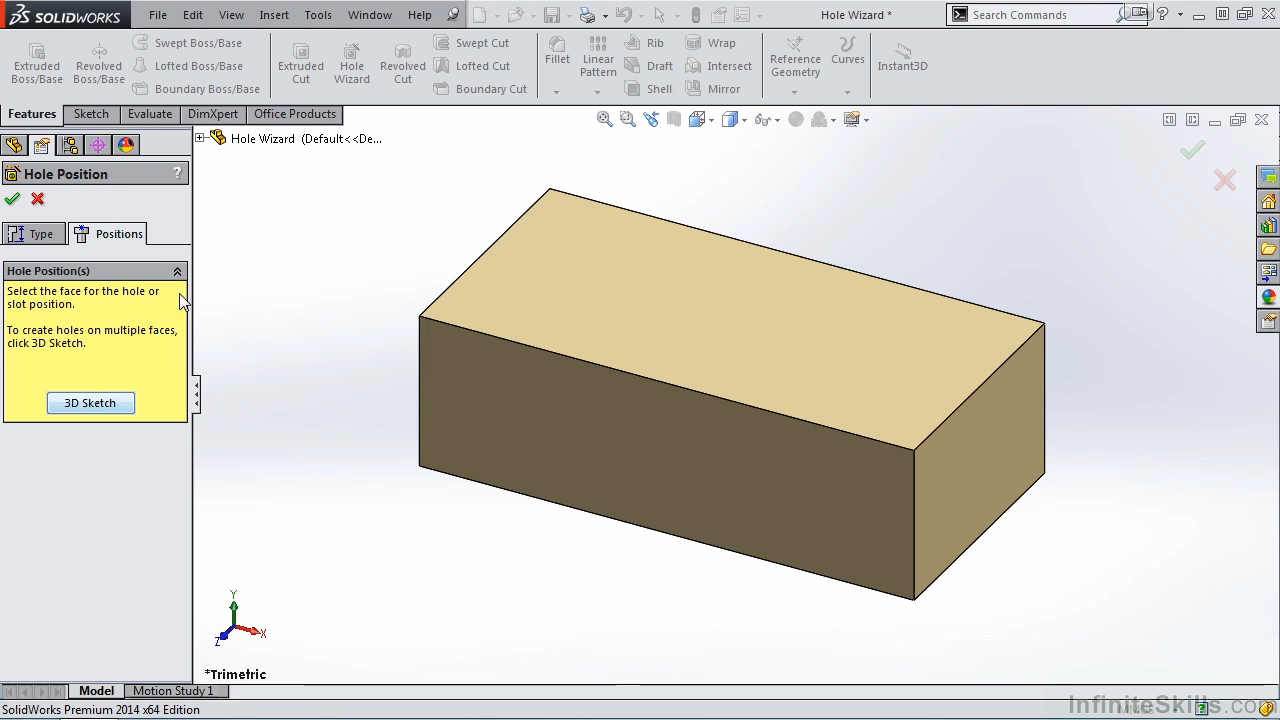 SOLIDWORKS File Edit View Insert Tools Window Help Hole Wizard * Search Commands
Extruded Boss/Base
Revolved Boss/Base
Swept Boss/Base
Lofted Boss/Base
Boundary Boss/Base
Extruded Cut
Hole Wizard
Revolved Cut
Swept Cut
Lofted Cut
Boundary Cut
Fillet
Linear Pattern
Rib
Draft
Shell
Wrap
Intersect
Mirror
Reference Geometry
Curves
Instant3D
Features Sketch Evaluate DimXpert Office Products
Hole Wizard (Default<<De...
Hole Position ?
Type Positions
Hole Position(s)
Select the face for the hole or
slot position.
To create holes on multiple faces,
click 3D Sketch.
3D Sketch
Y
X
Z
*Trimetric
Model Motion Study 1
SolidWorks Premium 2014 x64 Edition
InfiniteSkills.com